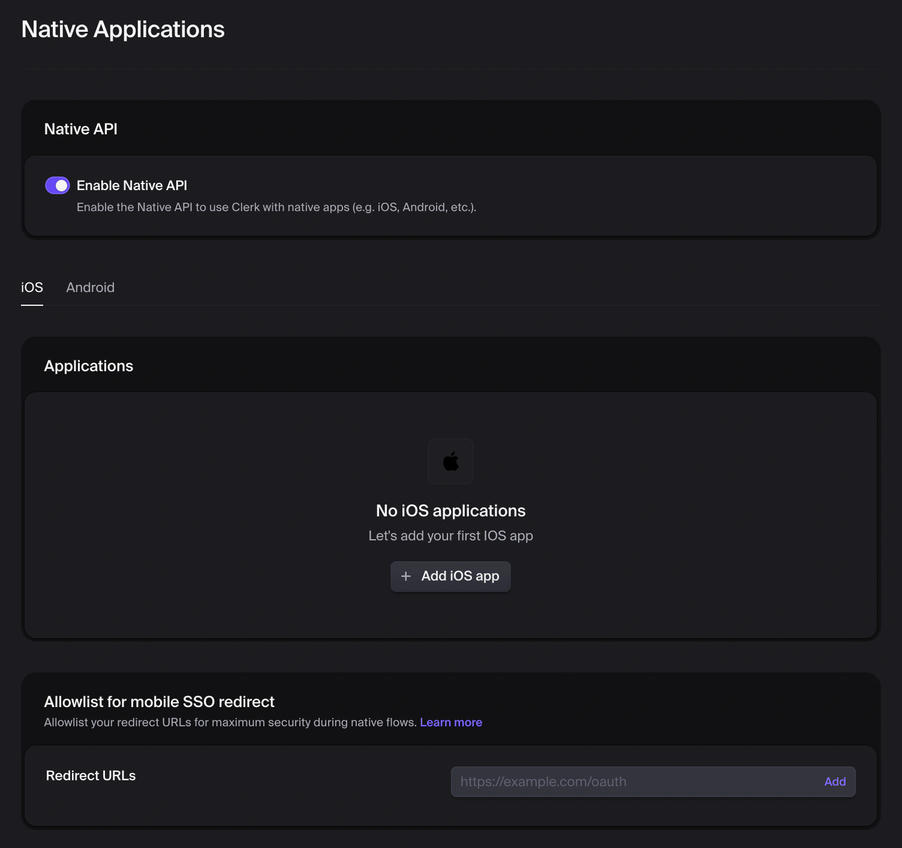 Native Applications
Native API
Enable Native API
Enable the Native API to use Clerk with native apps (e.g. iOS, Android, etc.).
iOS Android
Applications
No iOS applications
Let's add your first IOS app
+ Add iOS app
Allowlist for mobile SSO redirect
Allowlist your redirect URLs for maximum security during native flows. Learn more
Redirect URLs https://example.com/oauth Add